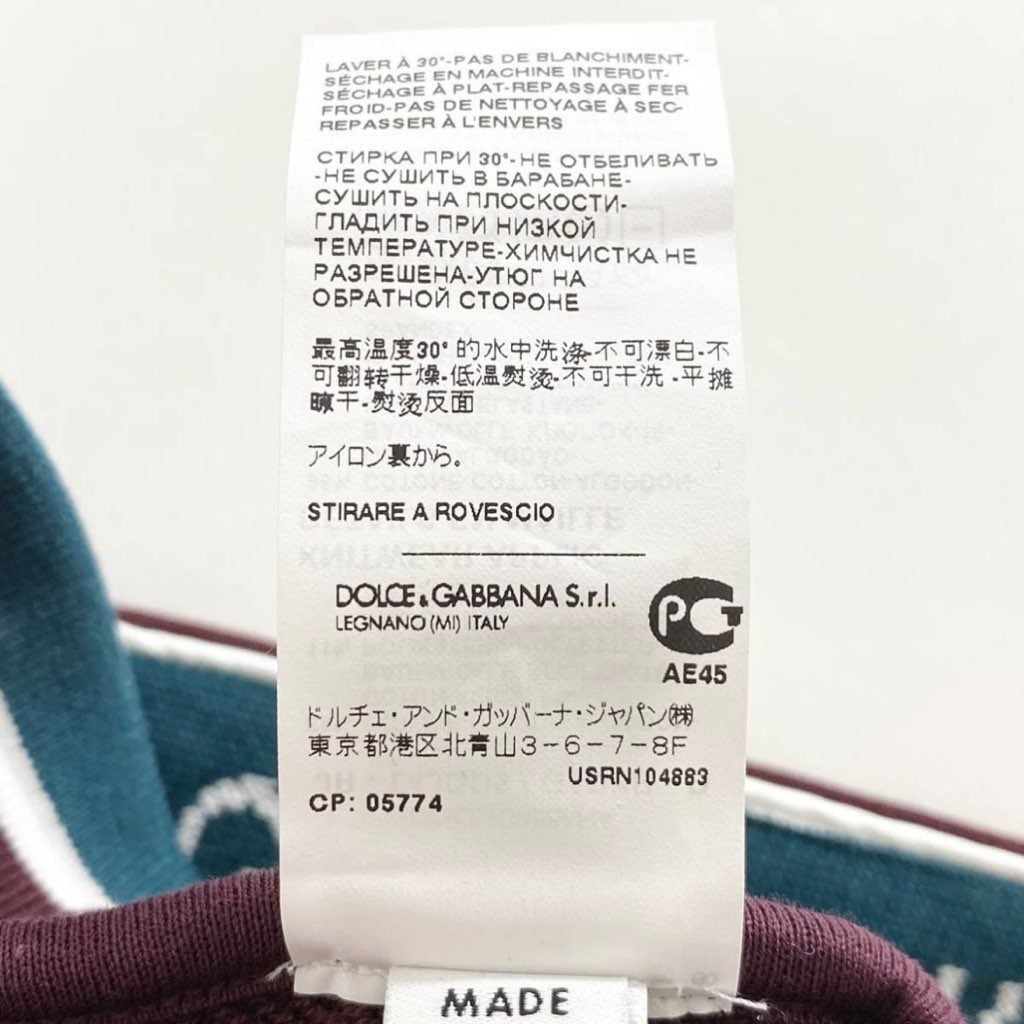 LAVER À 30°-PAS DE BLANCHIMENT-
SÉCHAGE EN MACHINE INTERDIT-
SÉCHAGE À PLAT-REPASSAGE FER
FROID-PAS DE NETTOYAGE À SEC-
REPASSER À L'ENVERS
СТИРКА ПРИ 30°-НЕ ОТБЕЛИВАТЬ
-НЕ СУШИТЬ В БАРАБАНЕ-
СУШИТЬ НА ПЛОСКОСТИ-
ГЛАДИТЬ ПРИ НИЗКОЙ
ТЕМПЕРАТУРЕ-ХИМЧИСТКА НЕ
РАЗРЕШЕНА-УТЮГ НА
ОБРАТНОЙ СТОРОНЕ
最高温度30°的水中洗涤-不可漂白-不
可翻转干燥-低温熨烫-不可干洗-平摊
晾干-熨烫反面
アイロン裏から。
STIRARE A ROVESCIO
DOLCE & GABBANA S.r.l.
LEGNANO (MI) ITALY
РСТ
AE45
ドルチェ・アンド・ガッバーナ・ジャパン㈱
東京都港区北青山3-6-7-8F
USRN104883
CP: 05774
MADE